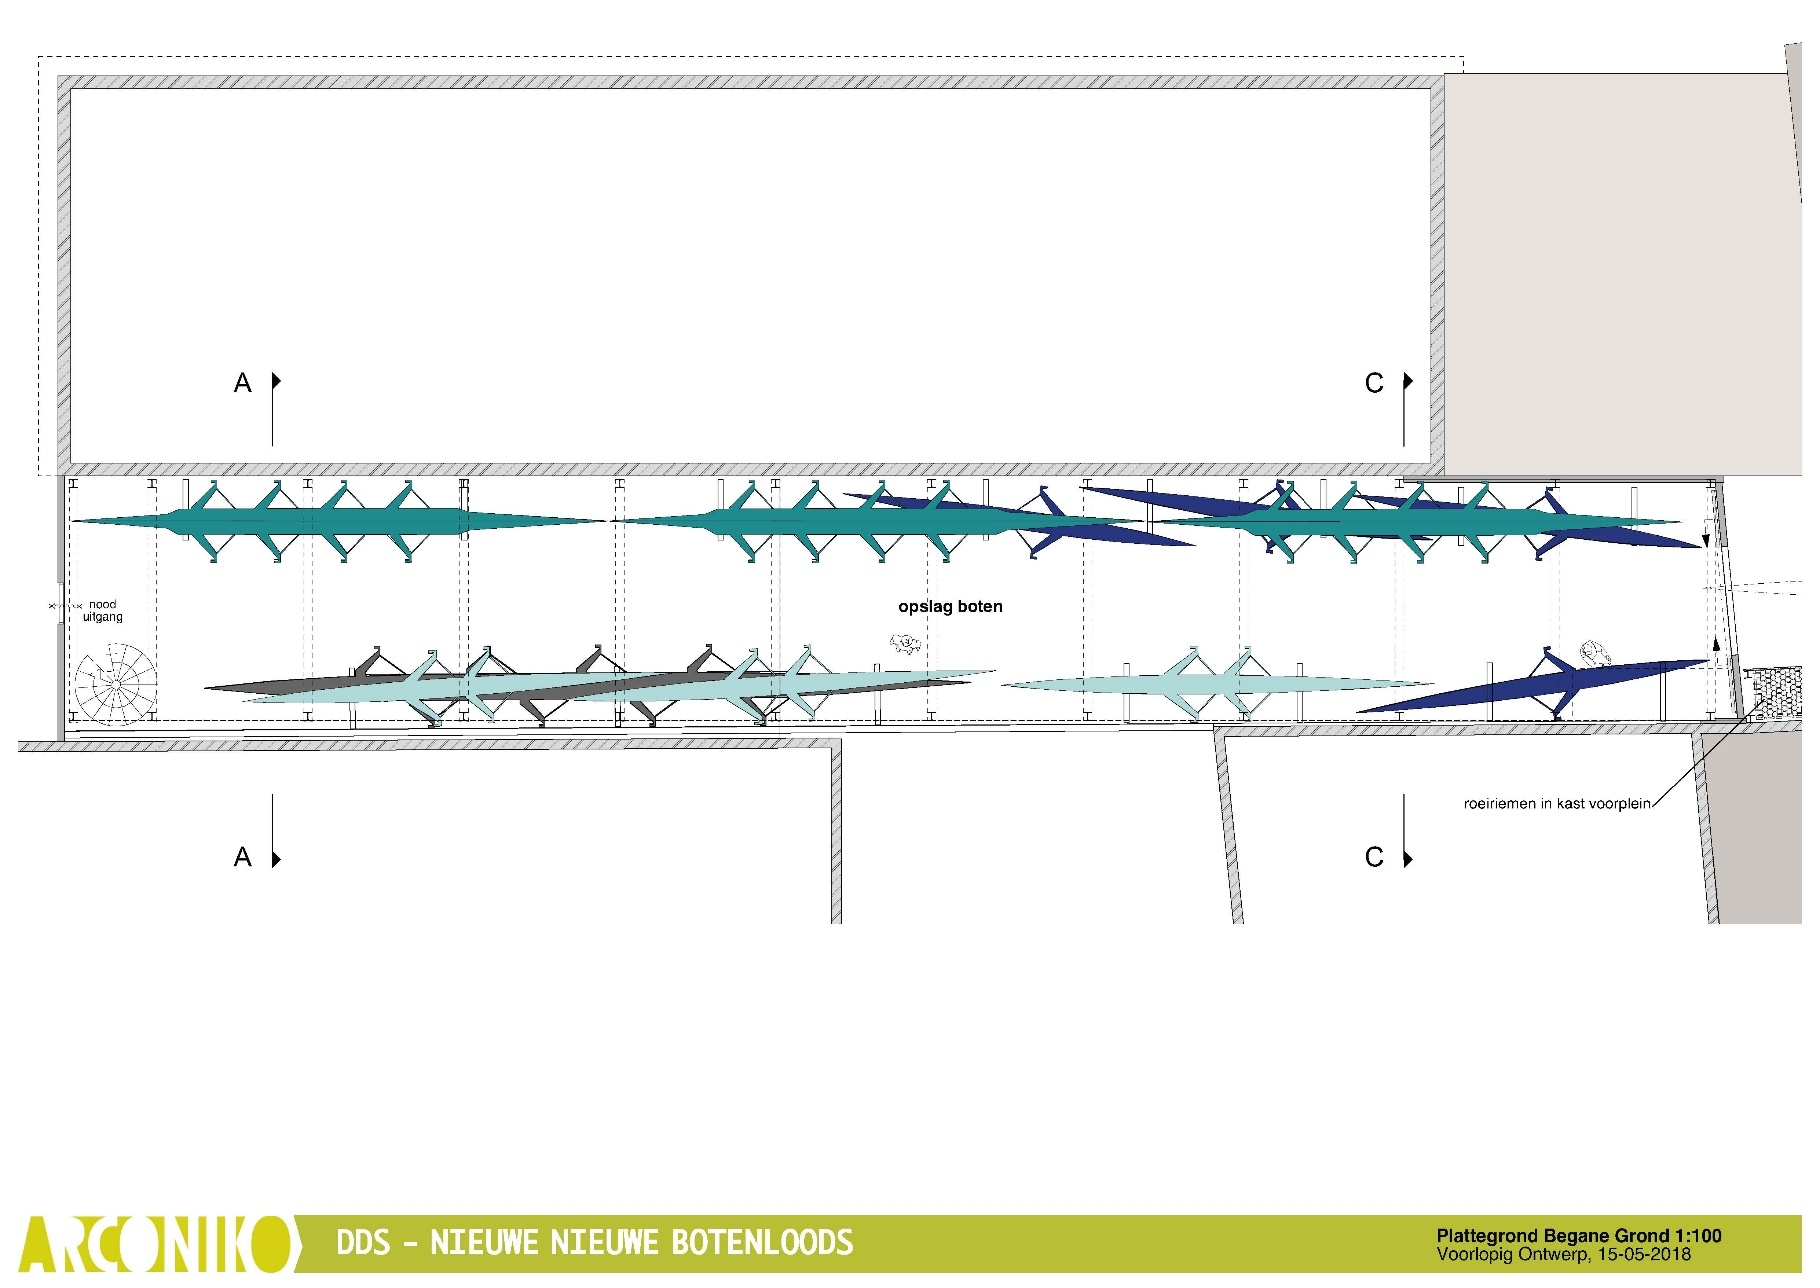 A
C
nood
uitgang
opslag boten
roeiriemen in kast voorplein
A
C
ARCONIKO
DDS - NIEUWE NIEUWE BOTENLOODS
Plattegrond Begane Grond 1:100
Voorlopig Ontwerp, 15-05-2018